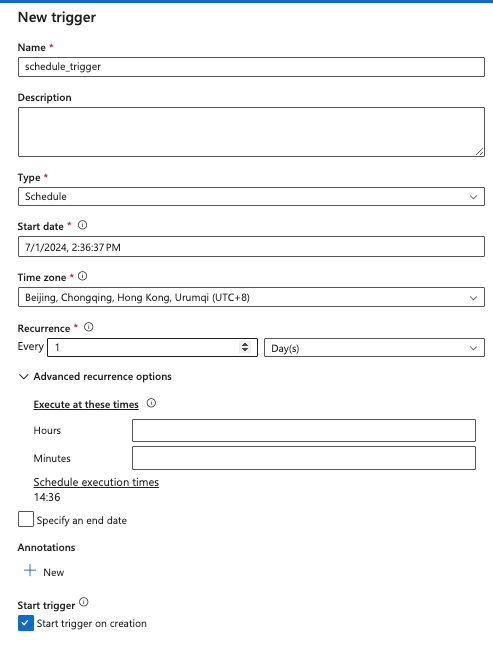 New trigger
Name *
schedule_trigger
Description
Type *
Schedule
Start date *
7/1/2024, 2:36:37 PM
Time zone *
Beijing, Chongqing, Hong Kong, Urumqi (UTC+8)
Recurrence *
Every 1 Day(s)
Advanced recurrence options
Execute at these times
Hours
Minutes
Schedule execution times
14:36
Specify an end date
Annotations
New
Start trigger
Start trigger on creation